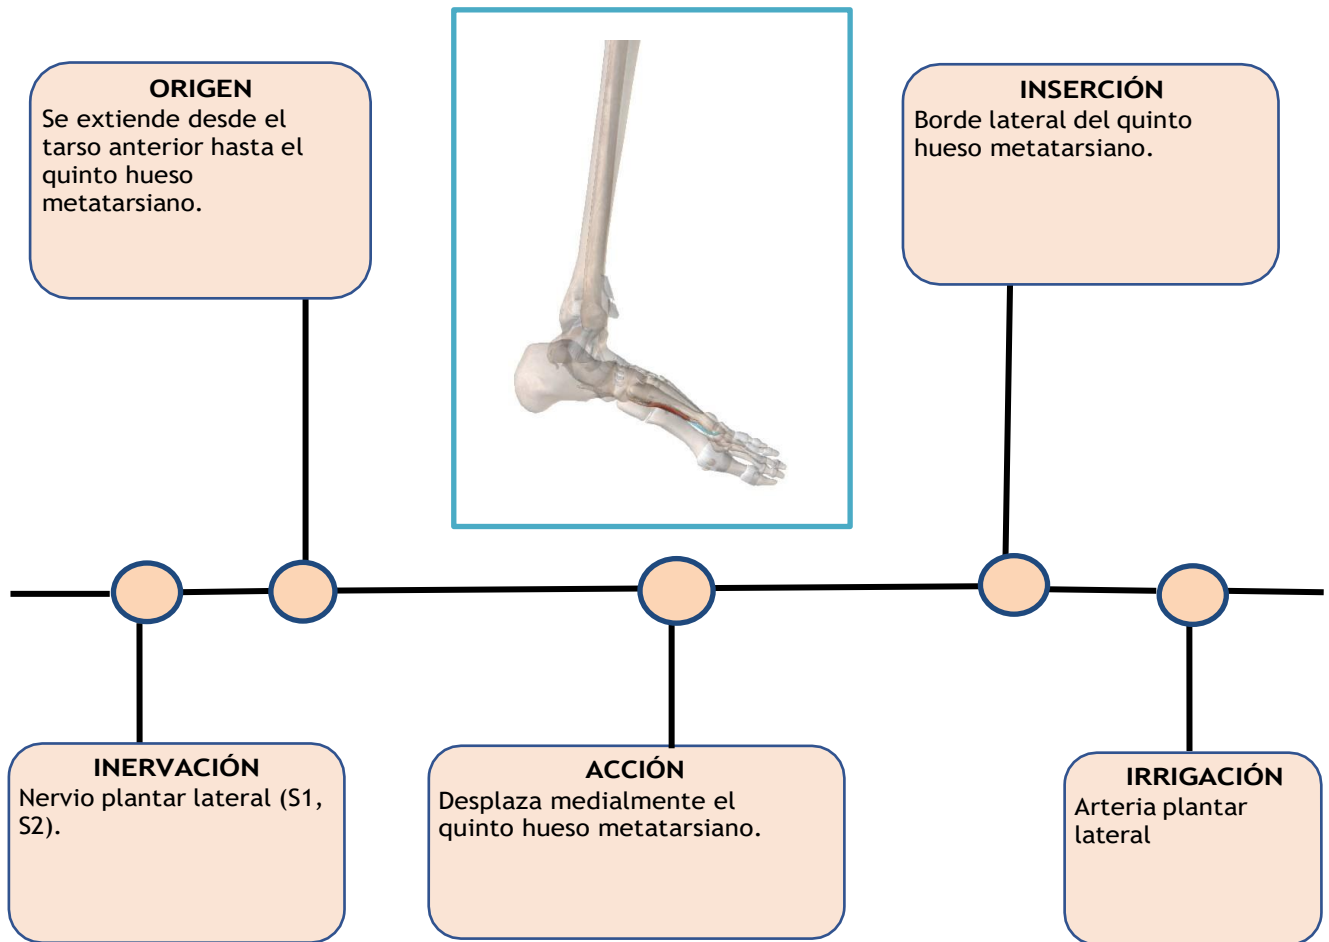 ORIGEN
Se extiende desde el
tarso anterior hasta el
quinto hueso
metatarsiano.
INSERCIÓN
Borde lateral del quinto
hueso metatarsiano.
INERVACIÓN
Nervio plantar lateral (S1,
S2).
ACCIÓN
Desplaza medialmente el
quinto hueso metatarsiano.
IRRIGACIÓN
Arteria plantar
lateral